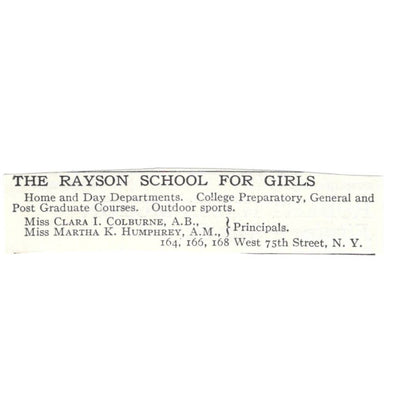 THE RAYSON SCHOOL FOR GIRLS
Home and Day Departments. College Preparatory, General and
Post Graduate Courses. Outdoor sports.
Miss CLARA I. COLBURNE, A.B.,
Miss MARTHA K. HUMPHREY, A.M., } Principals.
164, 166, 168 West 75th Street, N. Y.